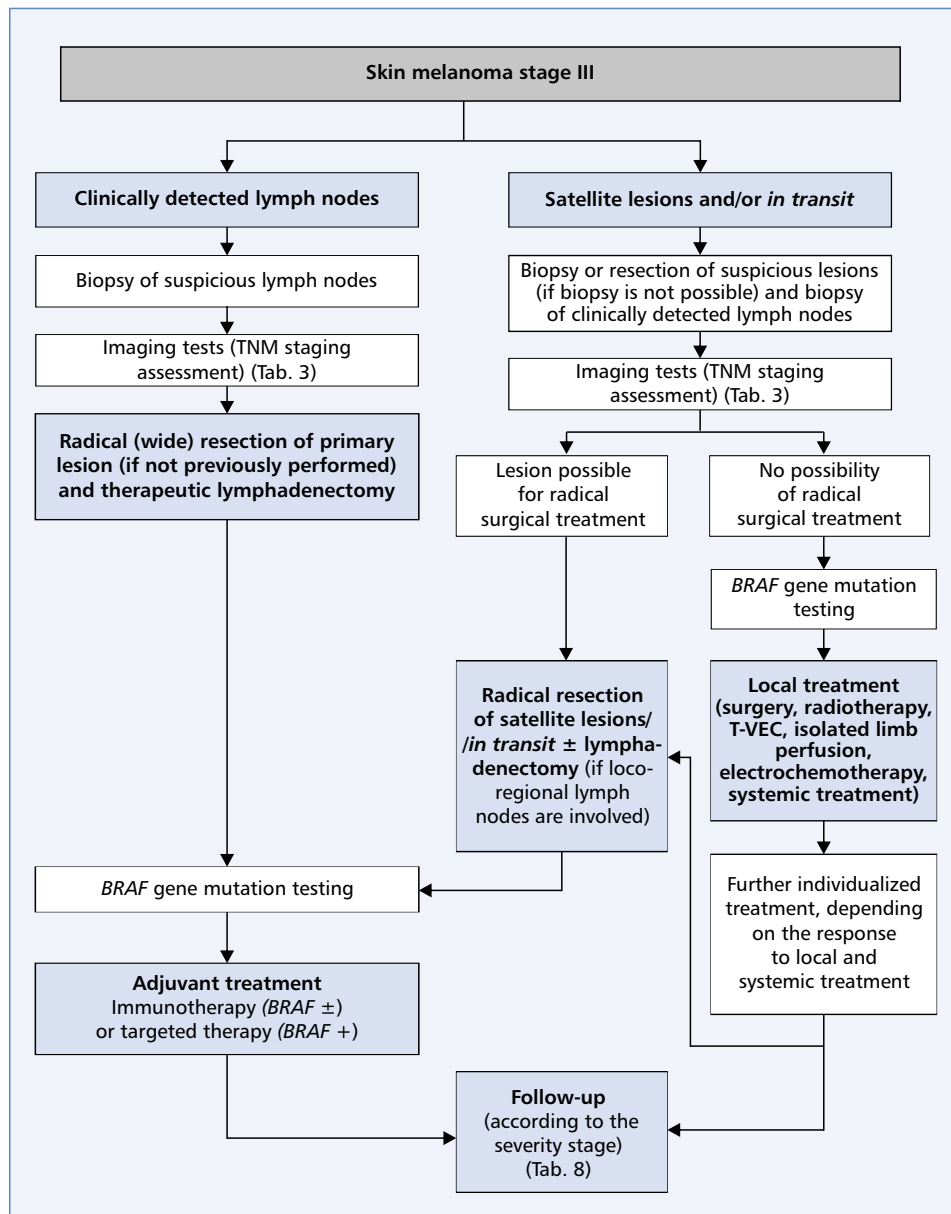 Skin melanoma stage III
Clinically detected lymph nodes
Biopsy of suspicious lymph nodes
Imaging tests (TNM staging
assessment) (Tab. 3)
Radical (wide) resection of primary
lesion (if not previously performed)
and therapeutic lymphadenectomy
Satellite lesions and/or in transit
Biopsy or resection of suspicious lesions
(if biopsy is not possible) and biopsy
of clinically detected lymph nodes
Imaging tests (TNM staging
assessment) (Tab. 3)
Lesion possible
for radical
surgical treatment
No possibility
of radical
surgical treatment
BRAF gene mutation
testing
Radical resection
of satellite lesions/
/in transit ± lympha-
denectomy (if loco-
regional lymph
nodes are involved)
Local treatment
(surgery, radiotherapy,
T-VEC, isolated limb
perfusion,
electrochemotherapy,
systemic treatment)
Further individualized
treatment, depending
on the response
to local and
systemic treatment
BRAF gene mutation testing
Adjuvant treatment
Immunotherapy (BRAF ±)
or targeted therapy (BRAF +)
Follow-up
(according to the
severity stage)
(Tab. 8)